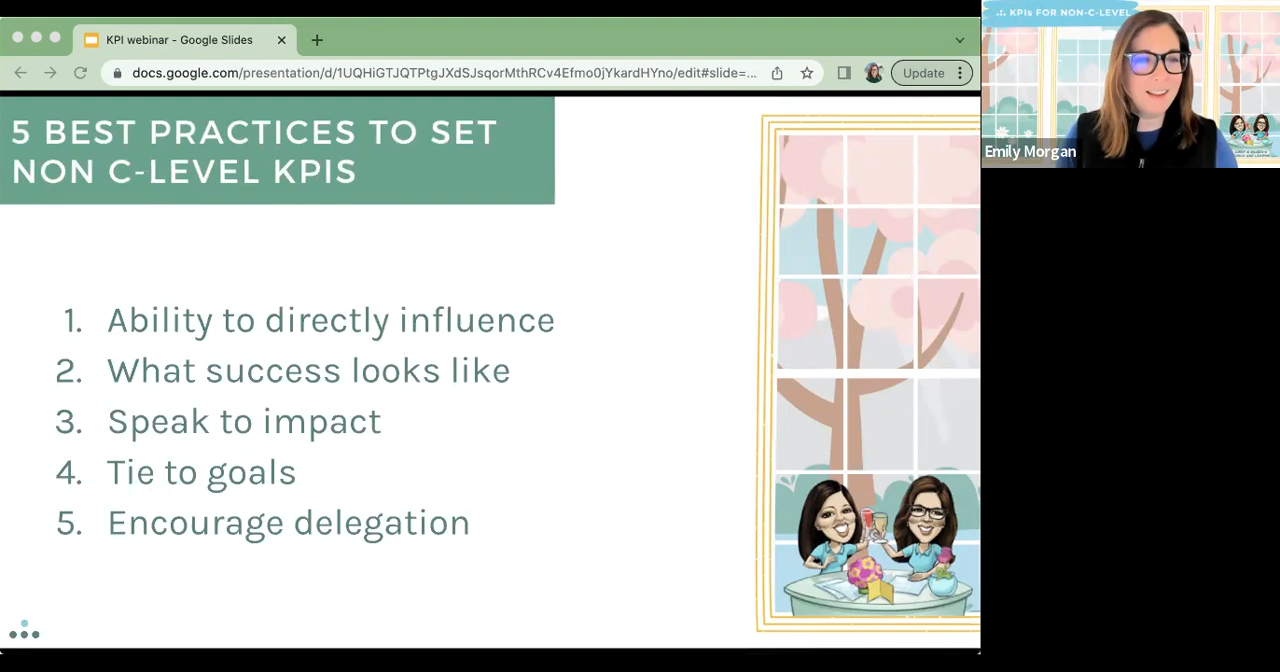 KPI webinar - Google Slides
docs.google.com/presentation/d/1UQHiGTJQTPtgJXdSJsqorMthRCv4Efmo0jYkardHYno/edit#slide=...
Update
KPIs FOR NON-C-LEVEL
Emily Morgan
5 BEST PRACTICES TO SET
NON C-LEVEL KPIS
1. Ability to directly influence
2. What success looks like
3. Speak to impact
4. Tie to goals
5. Encourage delegation